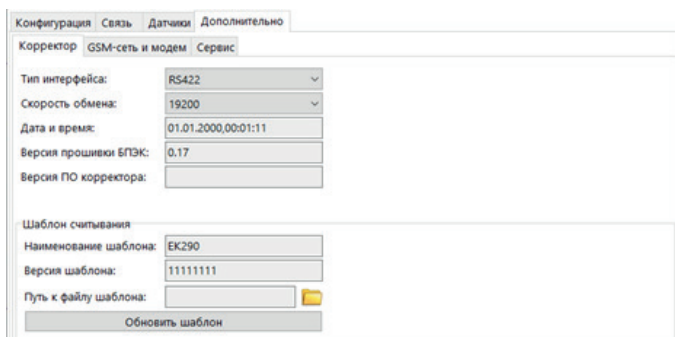 Конфигурация Связь Датчики Дополнительно
Корректор GSM-сеть и модем Сервис
Тип интерфейса: RS422
Скорость обмена: 19200
Дата и время: 01.01.2000,00:01:11
Версия прошивки БПЭК: 0.17
Версия ПО корректора:
Шаблон считывания
Наименование шаблона: EK290
Версия шаблона: 11111111
Путь к файлу шаблона:
Обновить шаблон